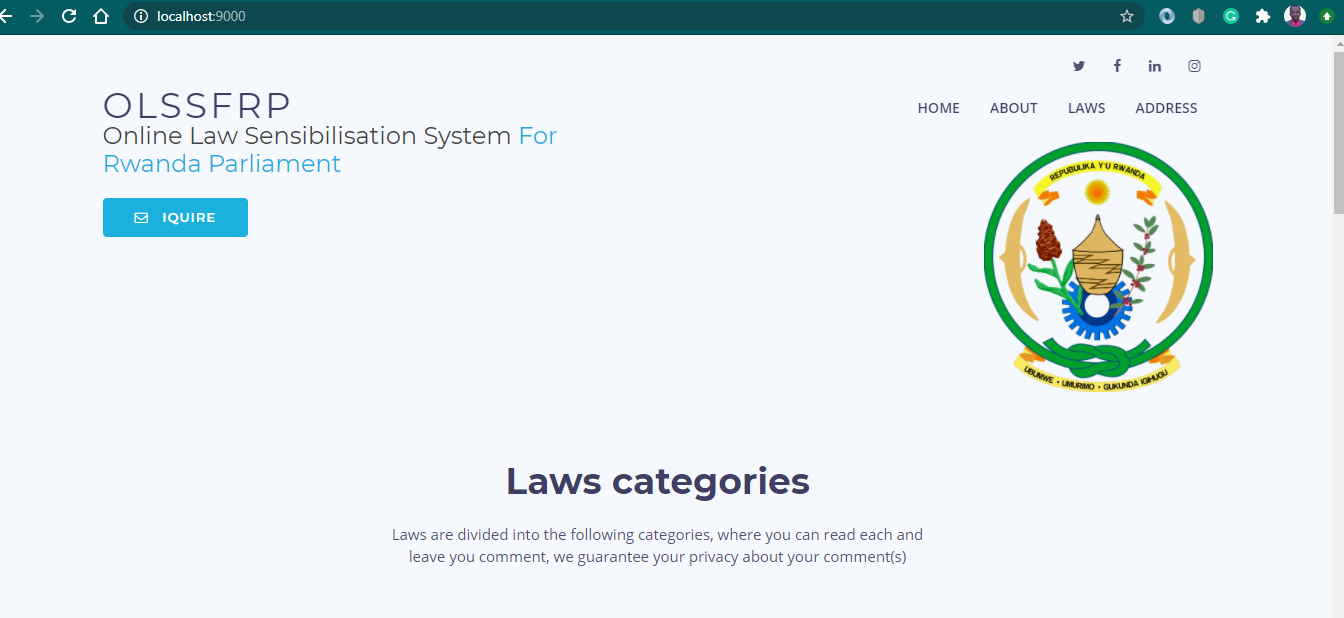 localhost:9000
OLSSFRP
Online Law Sensibilisation System For
Rwanda Parliament
IQUIRE
HOME ABOUT LAWS ADDRESS
REPUBULIKA Y'U RWANDA
UBUMWE • UMURIMO • GUKUNDA IGIHUGU
Laws categories
Laws are divided into the following categories, where you can read each and
leave you comment, we guarantee your privacy about your comment(s)